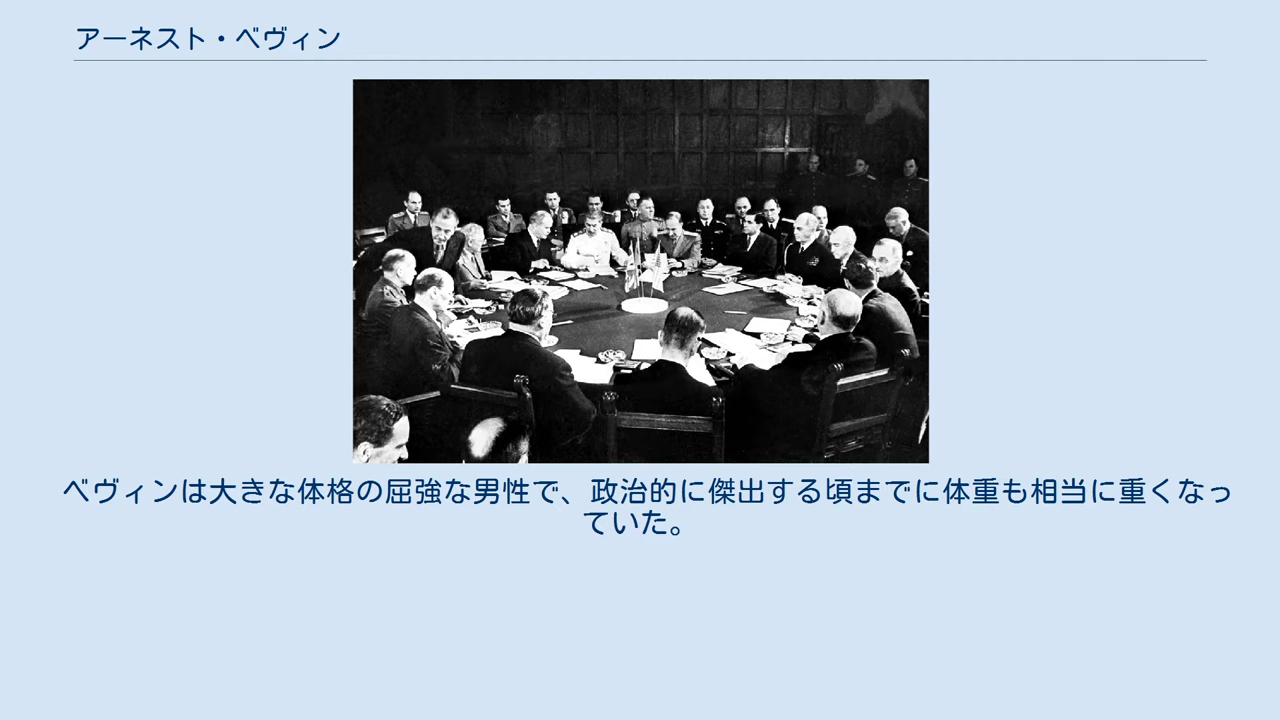 アーネスト・ベヴィン
ベヴィンは大きな体格の屈強な男性で、政治的に傑出する頃までに体重も相当に重くなっ
ていた。